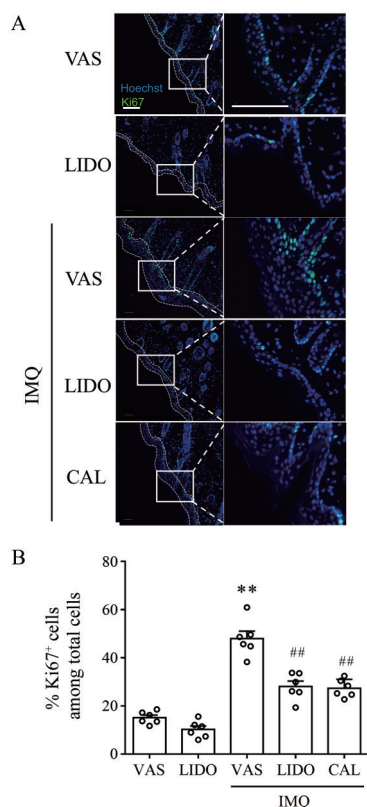 A
VAS
Hoechst
Ki67
LIDO
VAS
IMQ
LIDO
CAL
B
% Ki67+ cells
among total cells
80
60
40
20
0
**
##
##
VAS LIDO VAS LIDO CAL
IMQ